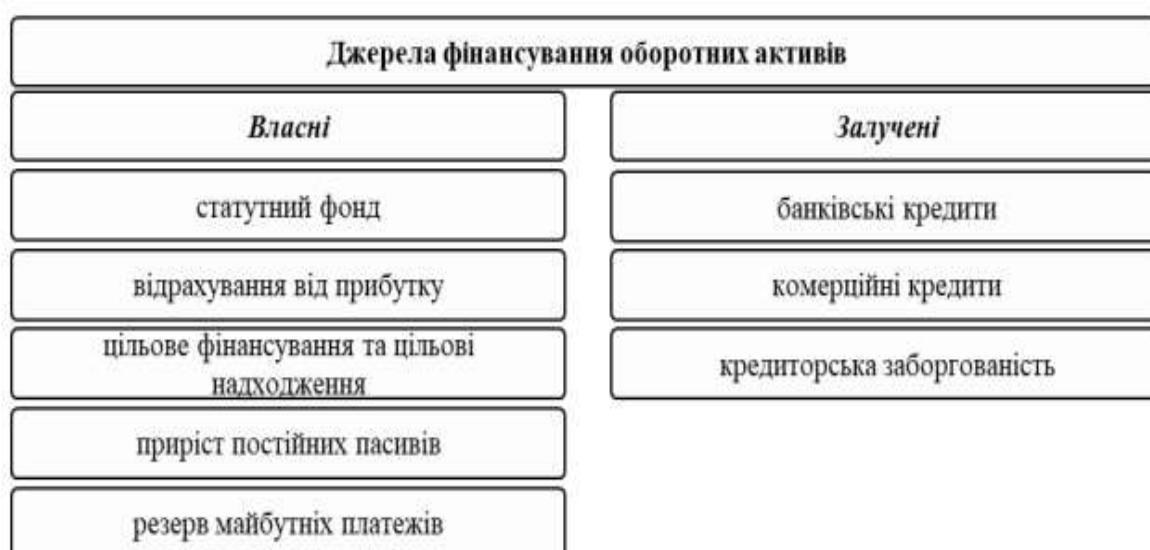 Джерела фінансування оборотних активів
Власні
статутний фонд
відрахування від прибутку
цільове фінансування та цільові
надходження
приріст постійних пасивів
резерв майбутніх платежів
Залучені
банківські кредити
комерційні кредити
кредиторська заборгованість